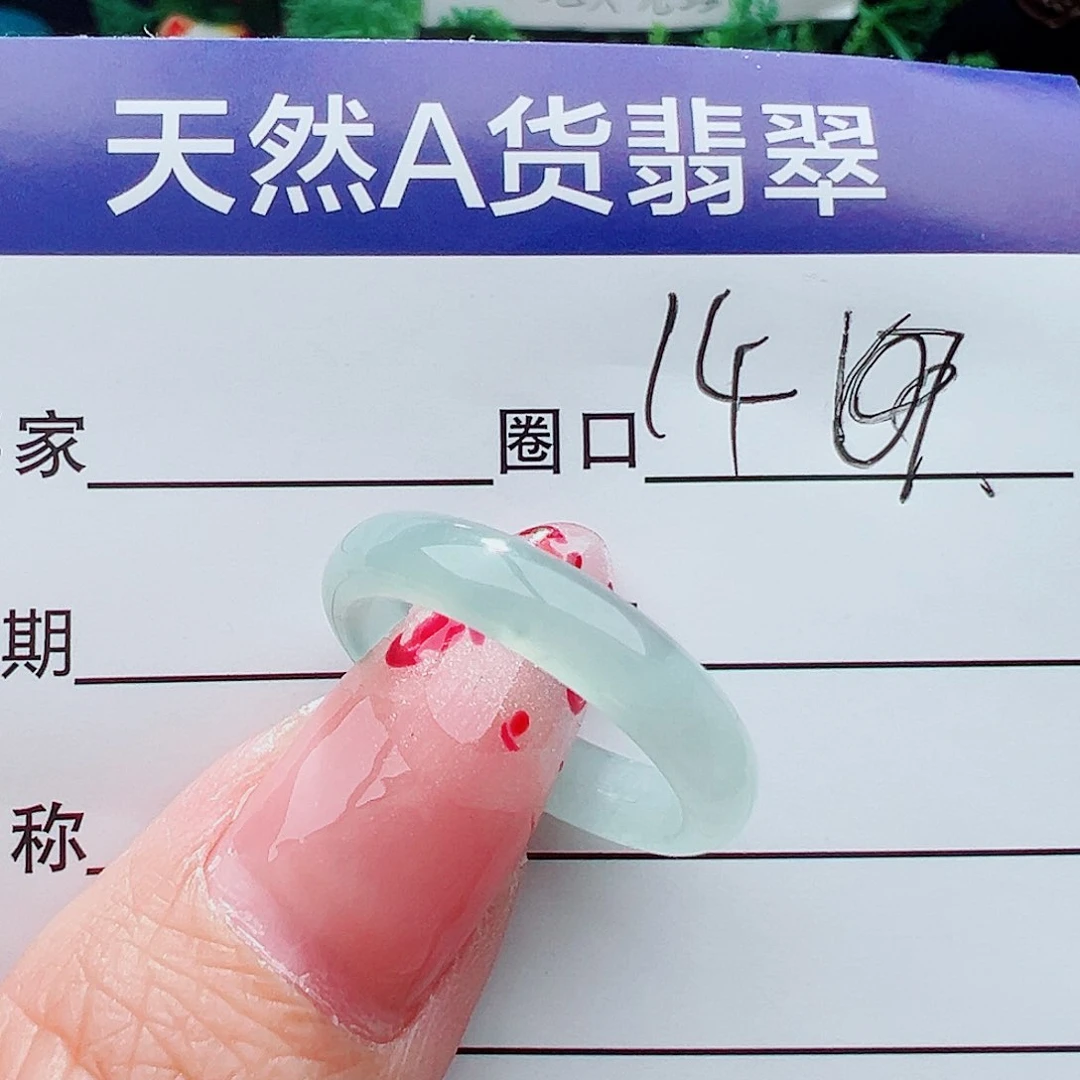 天然A货翡翠
家 圈口 14
期
称